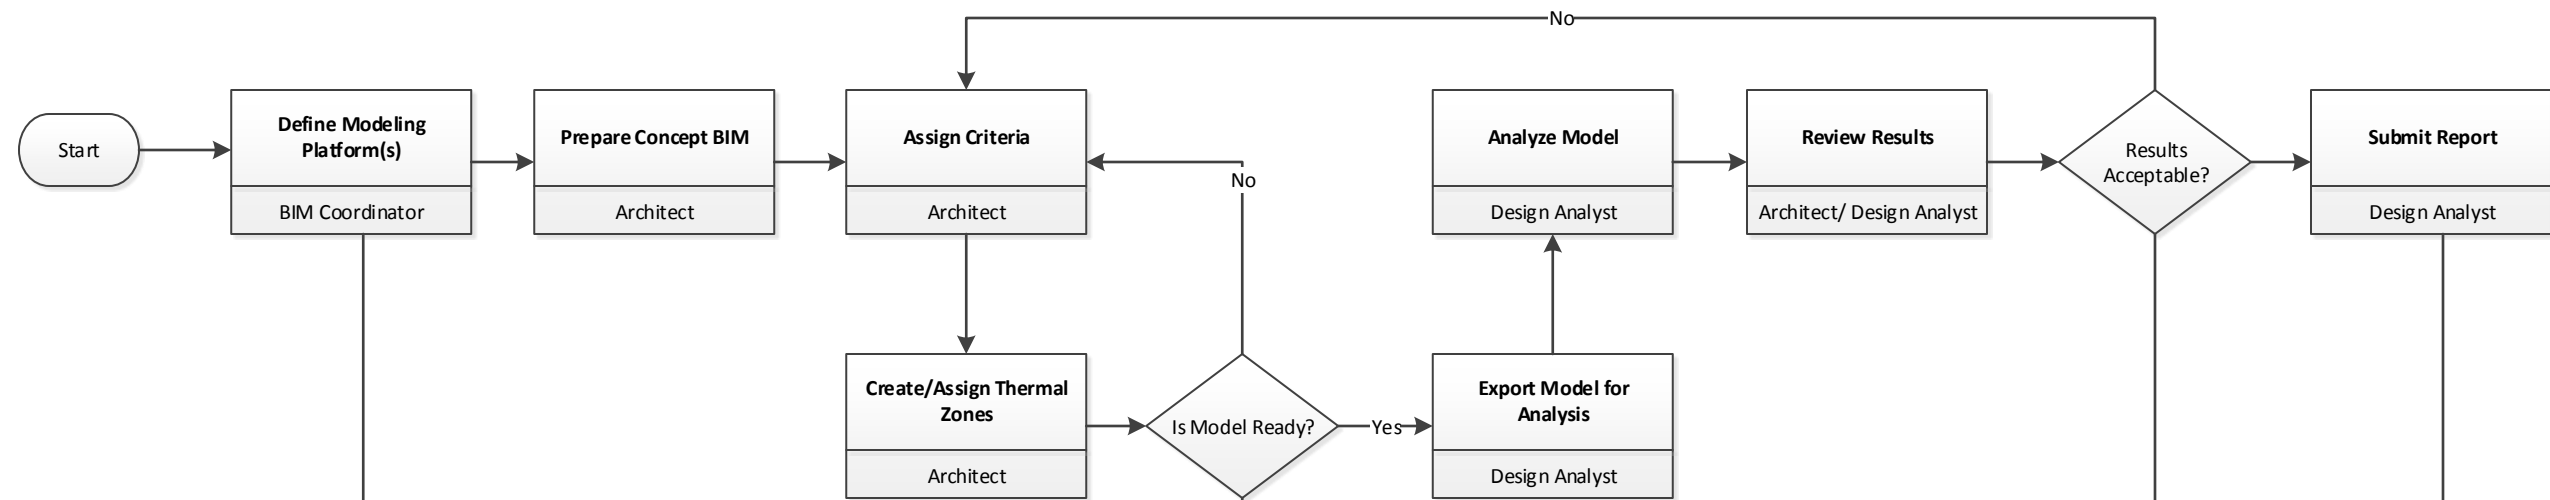 No
Start
Define Modeling
Platform(s)
BIM Coordinator
Prepare Concept BIM
Architect
Assign Criteria
Architect
No
Analyze Model
Design Analyst
Review Results
Architect/ Design Analyst
Results
Acceptable?
Submit Report
Design Analyst
Create/Assign Thermal
Zones
Architect
Is Model Ready?
Yes
Export Model for
Analysis
Design Analyst